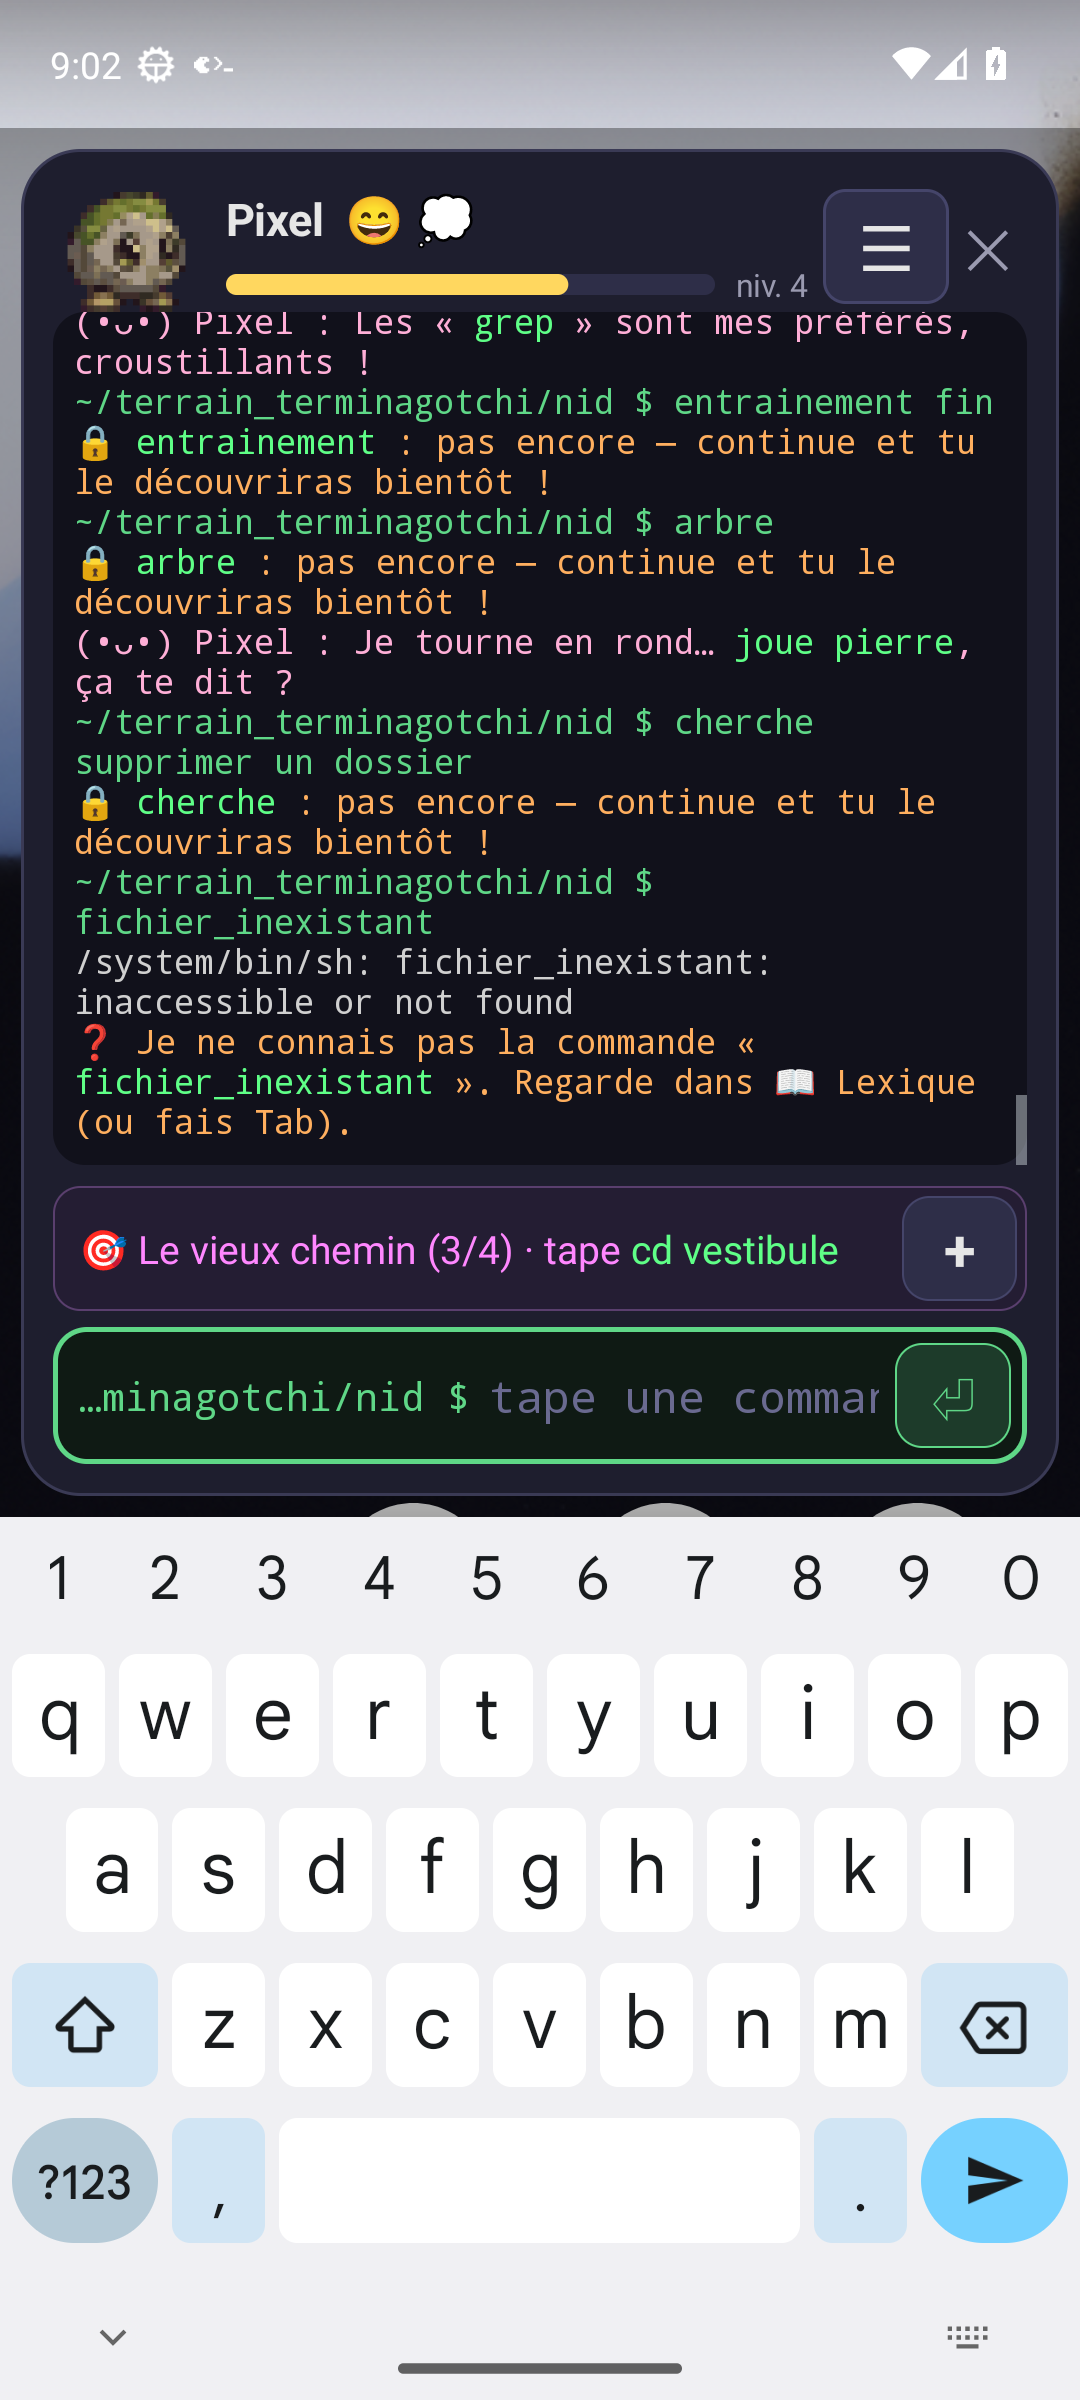 9:02
Pixel 😄 💭
niv. 4
(•ᴗ•) Pixel : Les « grep » sont mes préférés,
croustillants !
~/terrain_terminagotchi/nid $ entrainement fin
🔒 entrainement : pas encore — continue et tu
le découvriras bientôt !
~/terrain_terminagotchi/nid $ arbre
🔒 arbre : pas encore — continue et tu le
découvriras bientôt !
(•ᴗ•) Pixel : Je tourne en rond… joue pierre,
ça te dit ?
~/terrain_terminagotchi/nid $ cherche
supprimer un dossier
🔒 cherche : pas encore — continue et tu le
découvriras bientôt !
~/terrain_terminagotchi/nid $
fichier_inexistant
/system/bin/sh: fichier_inexistant:
inaccessible or not found
❓ Je ne connais pas la commande «
fichier_inexistant ». Regarde dans 📖 Lexique
(ou fais Tab).
🎯 Le vieux chemin (3/4) · tape cd vestibule
+
…minagotchi/nid $ tape une comman
1 2 3 4 5 6 7 8 9 0
q w e r t y u i o p
a s d f g h j k l
z x c v b n m
?123 , .